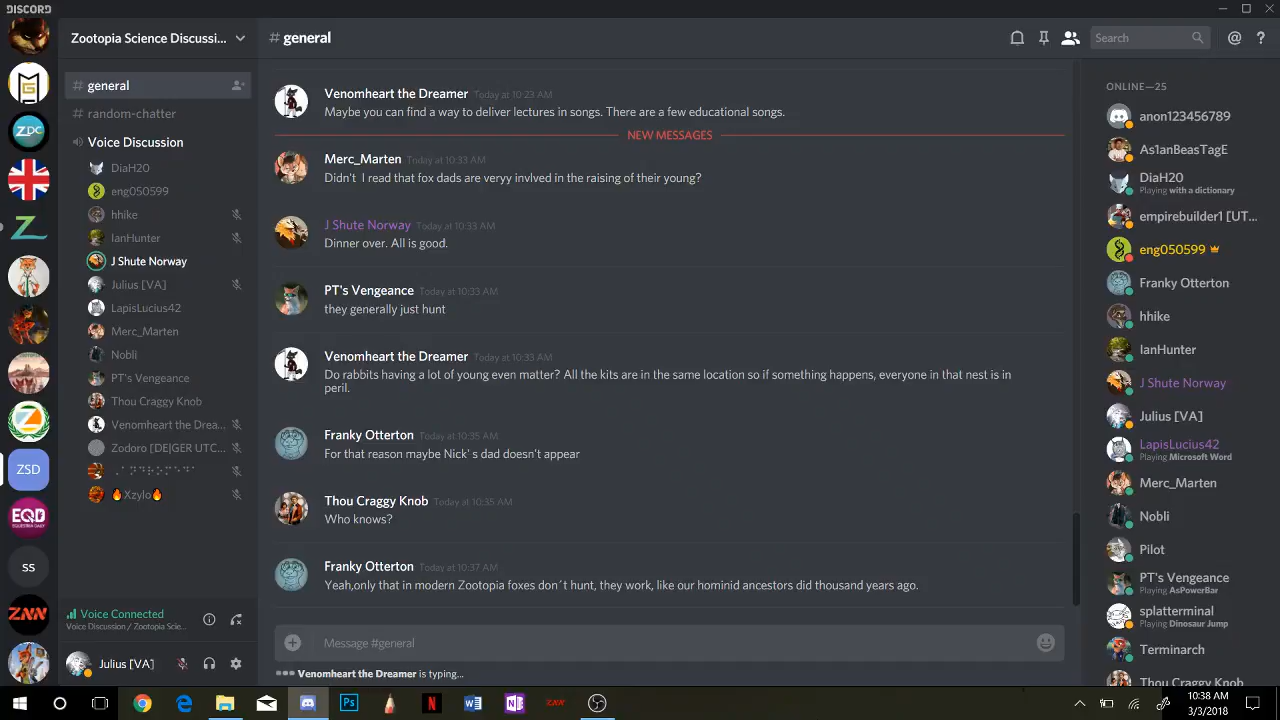 DISCORD
Zootopia Science Discussi...
# general
Search
@ ?
# general
# random-chatter
Voice Discussion
DiaH20
eng050599
hhike
IanHunter
J Shute Norway
Julius [VA]
LapisLucius42
Merc_Marten
Nobli
PT's Vengeance
Thou Craggy Knob
Venomheart the Drea...
Zodoro [DE|GER UTC...
🔥Xzylo🔥
Voice Connected
Voice Discussion / Zootopia Scie...
Julius [VA]
ZDC
ZSD
EQD
EQUESTRIA DAILY
ss
ZNN
Venomheart the Dreamer Today at 10:23 AM
Maybe you can find a way to deliver lectures in songs. There are a few educational songs.
NEW MESSAGES
Merc_Marten Today at 10:33 AM
Didn't I read that fox dads are veryy invlved in the raising of their young?
J Shute Norway Today at 10:33 AM
Dinner over. All is good.
PT's Vengeance Today at 10:33 AM
they generally just hunt
Venomheart the Dreamer Today at 10:33 AM
Do rabbits having a lot of young even matter? All the kits are in the same location so if something happens, everyone in that nest is in
peril.
Franky Otterton Today at 10:35 AM
For that reason maybe Nick's dad doesn't appear
Thou Craggy Knob Today at 10:35 AM
Who knows?
Franky Otterton Today at 10:37 AM
Yeah,only that in modern Zootopia foxes don´t hunt, they work, like our hominid ancestors did thousand years ago.
Message #general
Venomheart the Dreamer is typing...
ONLINE—25
anon123456789
As1anBeasTagE
DiaH20
Playing with a dictionary
empirebuilder1 [UT...
eng050599
Franky Otterton
hhike
IanHunter
J Shute Norway
Julius [VA]
LapisLucius42
Playing Microsoft Word
Merc_Marten
Nobli
Pilot
PT's Vengeance
Playing AsPowerBar
splatterminal
Playing Dinosaur Jump
Terminarch
Thou Craggy Knob
Ps
N
W
N
ZNN
10:38 AM
3/3/2018